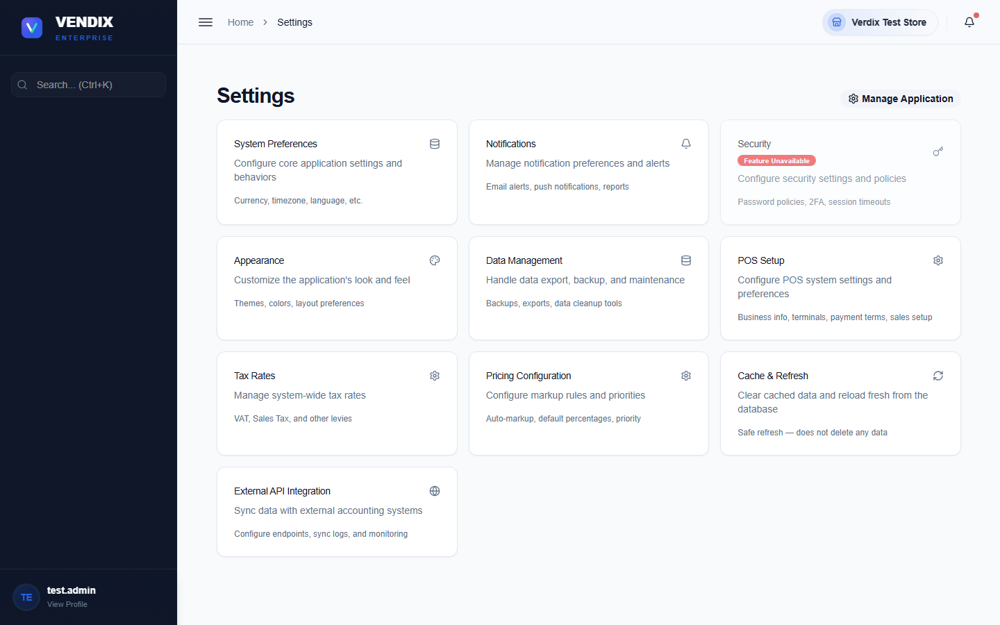 VENDIX
ENTERPRISE
Search... (Ctrl+K)
Home
Settings
Verdix Test Store
Settings
Manage Application
System Preferences
Configure core application settings and
behaviors
Currency, timezone, language, etc.
Notifications
Manage notification preferences and alerts
Email alerts, push notifications, reports
Security
Feature Unavailable
Configure security settings and policies
Password policies, 2FA, session timeouts
Appearance
Customize the application's look and feel
Themes, colors, layout preferences
Data Management
Handle data export, backup, and maintenance
Backups, exports, data cleanup tools
POS Setup
Configure POS system settings and
preferences
Business info, terminals, payment terms, sales setup
Tax Rates
Manage system-wide tax rates
VAT, Sales Tax, and other levies
Pricing Configuration
Configure markup rules and priorities
Auto-markup, default percentages, priority
Cache & Refresh
Clear cached data and reload fresh from the
database
Safe refresh — does not delete any data
External API Integration
Sync data with external accounting systems
Configure endpoints, sync logs, and monitoring
TE
test.admin
View Profile